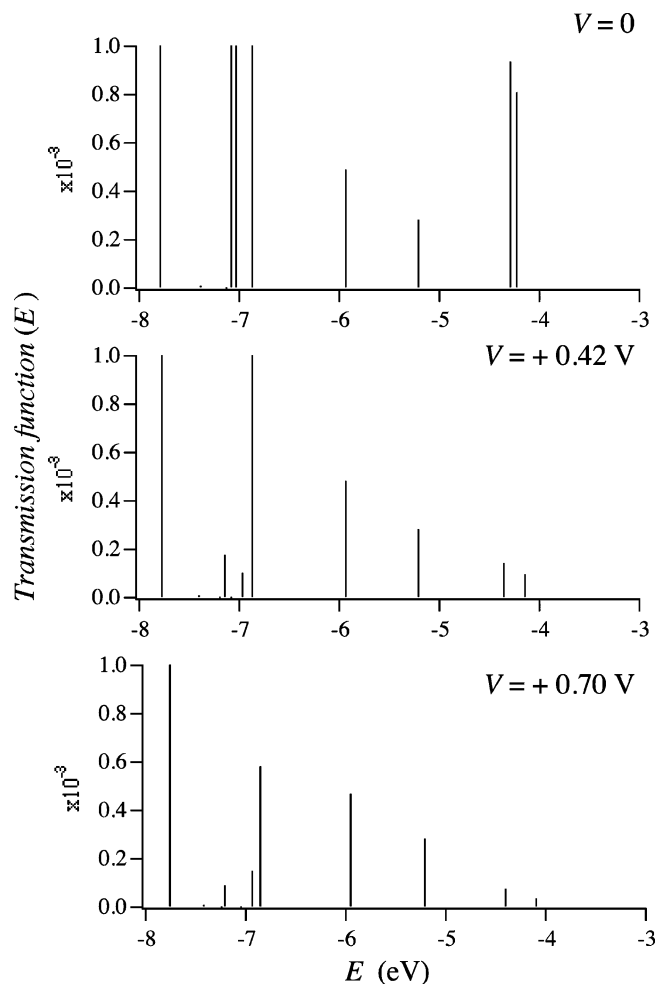 V = 0
1.0
0.8
0.6
0.4
0.2
0.0
x10⁻³
-8 -7 -6 -5 -4 -3
Transmission function (E)
V = + 0.42 V
1.0
0.8
0.6
0.4
0.2
0.0
x10⁻³
-8 -7 -6 -5 -4 -3
V = + 0.70 V
1.0
0.8
0.6
0.4
0.2
0.0
x10⁻³
-8 -7 -6 -5 -4 -3
E (eV)